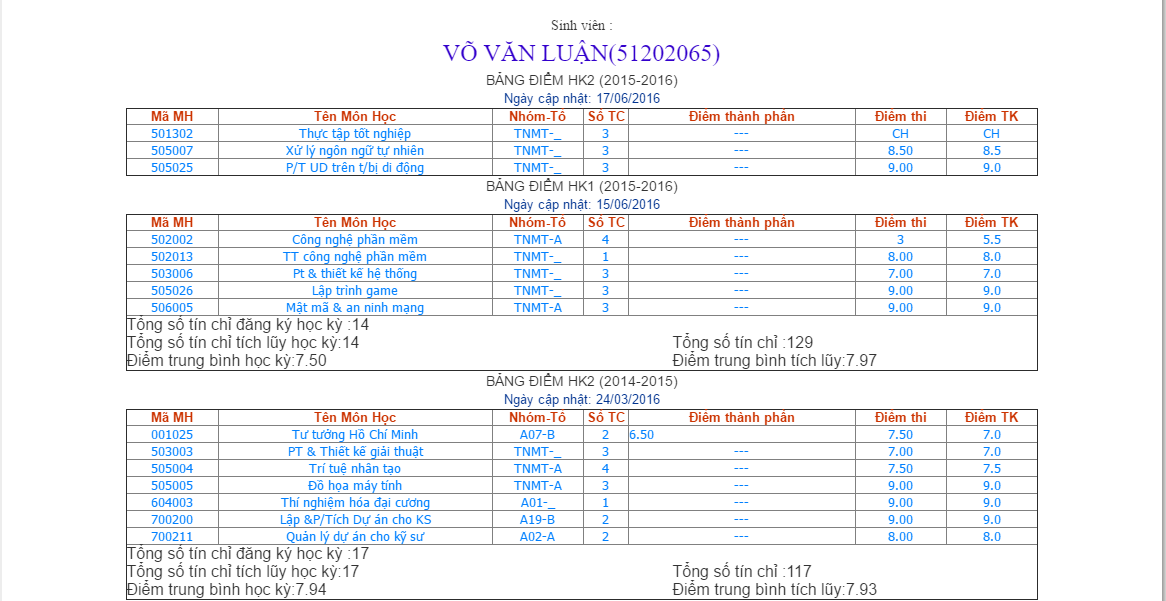 Sinh viên :
VÕ VĂN LUẬN(51202065)
BẢNG ĐIỂM HK2 (2015-2016)
Ngày cập nhật: 17/06/2016
Mã MH Tên Môn Học Nhóm-Tổ Số TC Điểm thành phần Điểm thi Điểm TK
501302 Thực tập tốt nghiệp TNMT-_ 3 --- CH CH
505007 Xử lý ngôn ngữ tự nhiên TNMT-_ 3 --- 8.50 8.5
505025 P/T UD trên t/bị di động TNMT-_ 3 --- 9.00 9.0
BẢNG ĐIỂM HK1 (2015-2016)
Ngày cập nhật: 15/06/2016
Mã MH Tên Môn Học Nhóm-Tổ Số TC Điểm thành phần Điểm thi Điểm TK
502002 Công nghệ phần mềm TNMT-A 4 --- 3 5.5
502013 TT công nghệ phần mềm TNMT-_ 1 --- 8.00 8.0
503006 Pt & thiết kế hệ thống TNMT-_ 3 --- 7.00 7.0
505026 Lập trình game TNMT-_ 3 --- 9.00 9.0
506005 Mật mã & an ninh mạng TNMT-A 3 --- 9.00 9.0
Tổng số tín chỉ đăng ký học kỳ :14
Tổng số tín chỉ tích lũy học kỳ:14 Tổng số tín chỉ :129
Điểm trung bình học kỳ:7.50 Điểm trung bình tích lũy:7.97
BẢNG ĐIỂM HK2 (2014-2015)
Ngày cập nhật: 24/03/2016
Mã MH Tên Môn Học Nhóm-Tổ Số TC Điểm thành phần Điểm thi Điểm TK
001025 Tư tưởng Hồ Chí Minh A07-B 2 6.50 7.50 7.0
503003 PT & Thiết kế giải thuật TNMT-_ 3 --- 7.00 7.0
505004 Trí tuệ nhân tạo TNMT-A 4 --- 7.50 7.5
505005 Đồ họa máy tính TNMT-A 3 --- 9.00 9.0
604003 Thí nghiệm hóa đại cương A01-_ 1 --- 9.00 9.0
700200 Lập &P/Tích Dự án cho KS A19-B 2 --- 9.00 9.0
700211 Quản lý dự án cho kỹ sư A02-A 2 --- 8.00 8.0
Tổng số tín chỉ đăng ký học kỳ :17
Tổng số tín chỉ tích lũy học kỳ:17 Tổng số tín chỉ :117
Điểm trung bình học kỳ:7.94 Điểm trung bình tích lũy:7.93